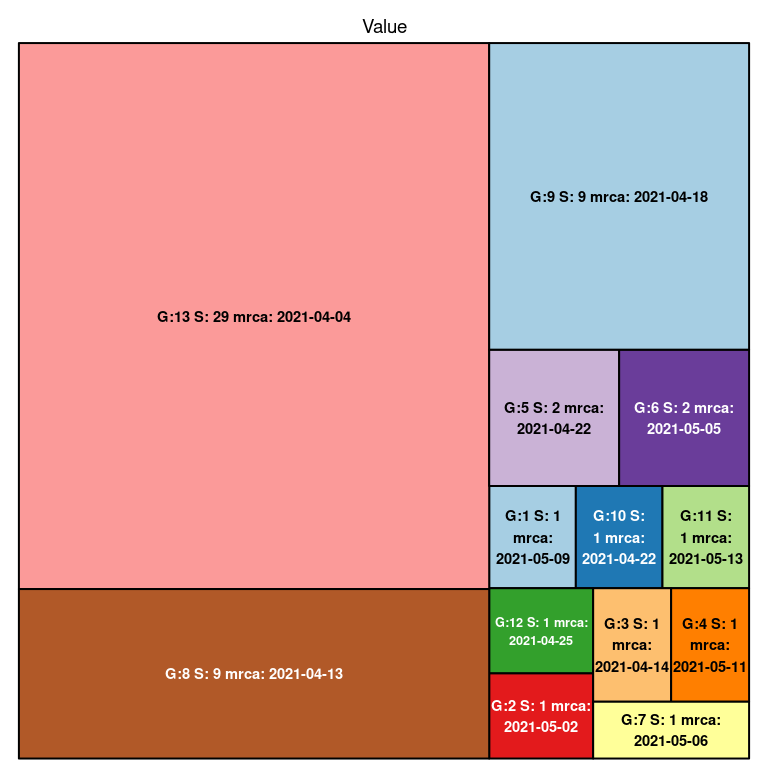 Value
G:13 S: 29 mrca: 2021-04-04
G:9 S: 9 mrca: 2021-04-18
G:5 S: 2 mrca:
2021-04-22
G:6 S: 2 mrca:
2021-05-05
G:1 S: 1
mrca:
2021-05-09
G:10 S:
1 mrca:
2021-04-22
G:11 S:
1 mrca:
2021-05-13
G:8 S: 9 mrca: 2021-04-13
G:12 S: 1 mrca:
2021-04-25
G:3 S: 1
mrca:
2021-04-14
G:4 S: 1
mrca:
2021-05-11
G:2 S: 1 mrca:
2021-05-02
G:7 S: 1 mrca:
2021-05-06